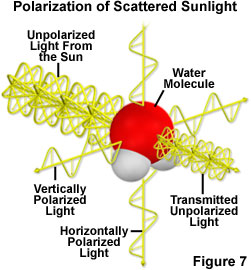 Polarization of Scattered Sunlight
Unpolarized
Light From
the Sun
Water
Molecule
Vertically
Polarized
Light
Horizontally
Polarized
Light
Transmitted
Unpolarized
Light
Figure 7